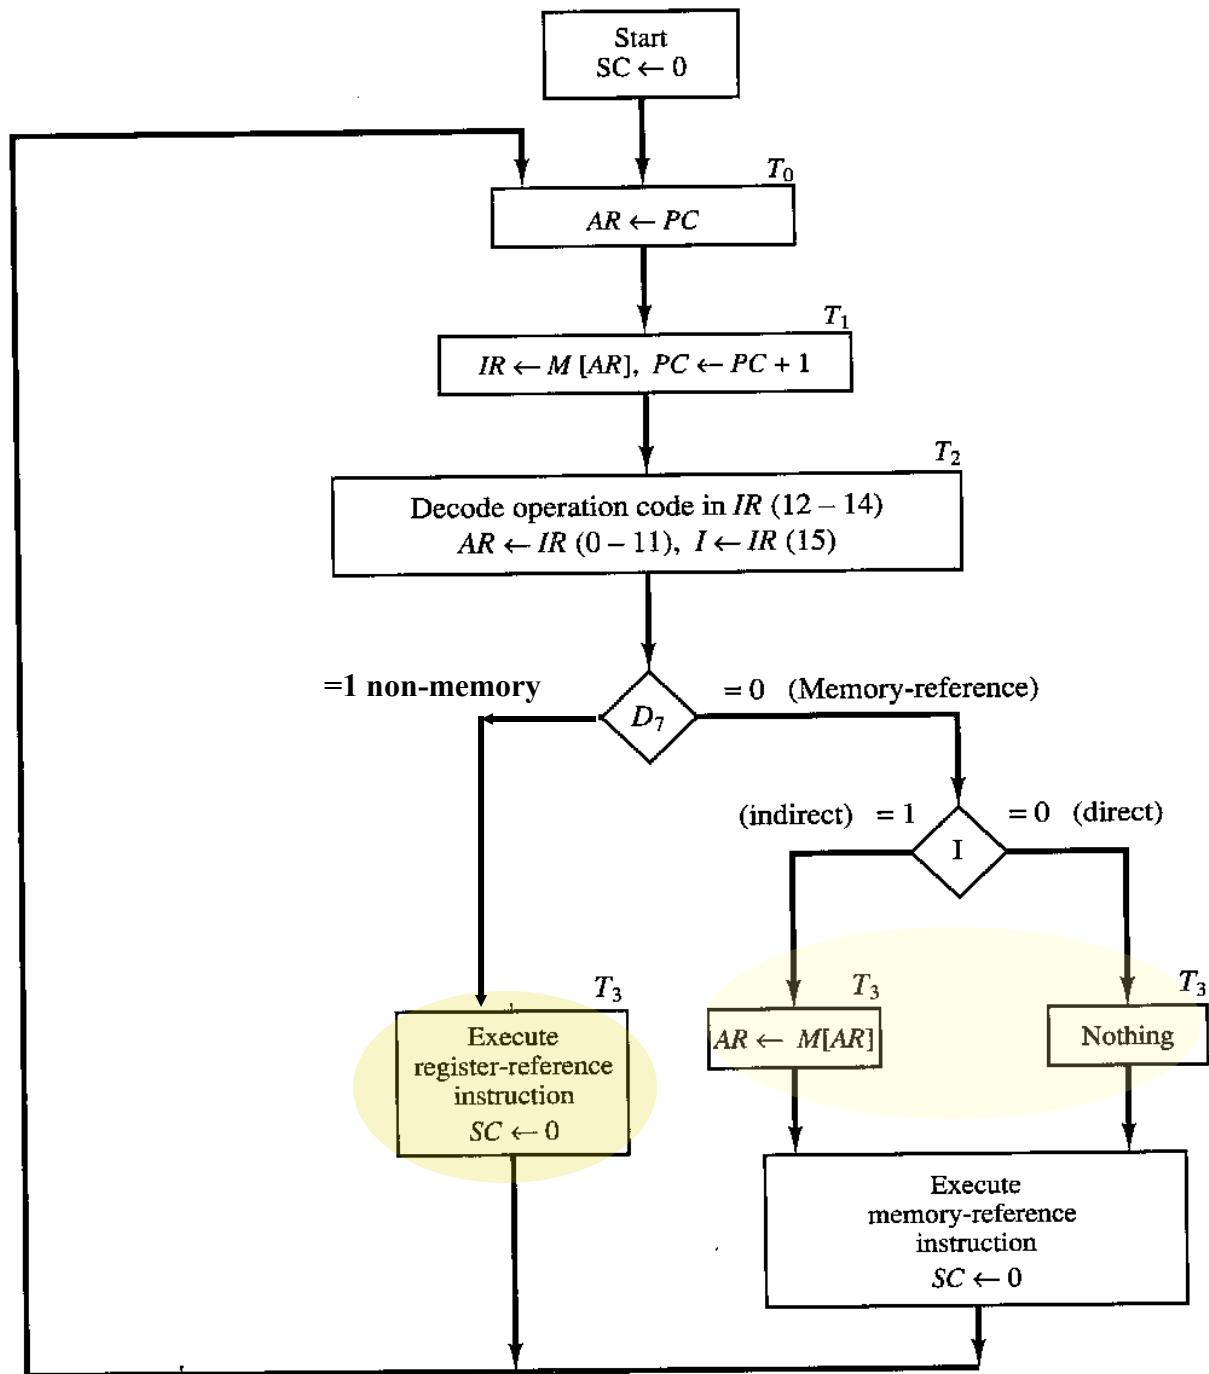 Start
SC ← 0
T₀
AR ← PC
T₁
IR ← M [AR], PC ← PC + 1
T₂
Decode operation code in IR (12 – 14)
AR ← IR (0 – 11), I ← IR (15)
=1 non-memory
D₇
= 0 (Memory-reference)
(indirect) = 1
I
= 0 (direct)
T₃
Execute
register-reference
instruction
SC ← 0
T₃
AR ← M[AR]
T₃
Nothing
Execute
memory-reference
instruction
SC ← 0